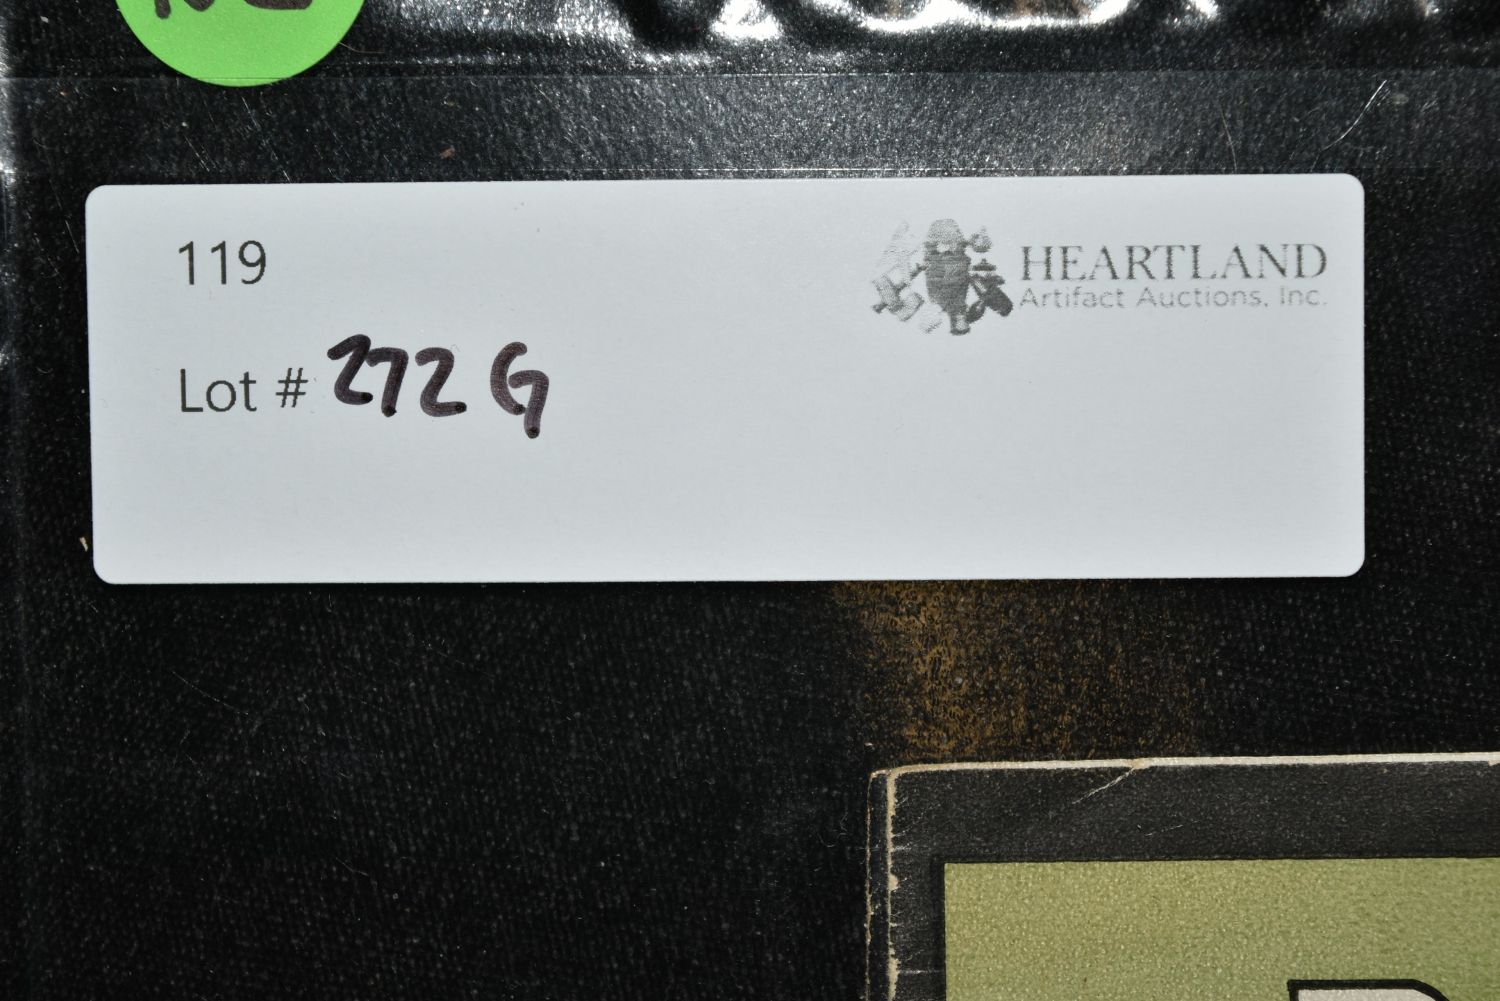 119
HEARTLAND
Artifact Auctions, Inc.
Lot # 272 G